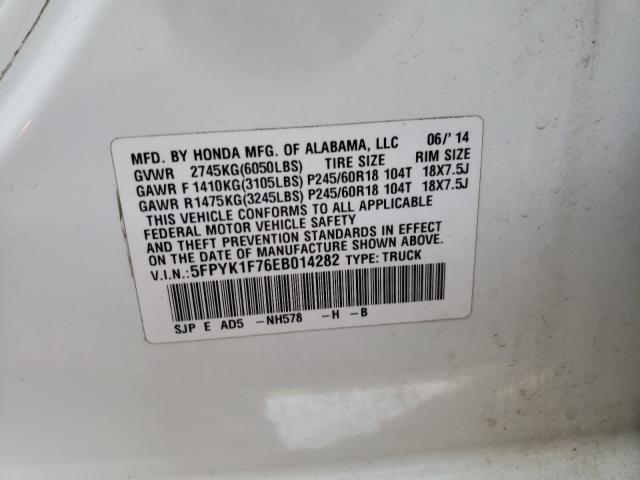 MFD. BY HONDA MFG. OF ALABAMA, LLC 06/'14
GVWR 2745KG(6050LBS) TIRE SIZE RIM SIZE
GAWR F 1410KG(3105LBS) P245/60R18 104T 18X7.5J
GAWR R1475KG(3245LBS) P245/60R18 104T 18X7.5J
THIS VEHICLE CONFORMS TO ALL APPLICABLE
FEDERAL MOTOR VEHICLE SAFETY
AND THEFT PREVENTION STANDARDS IN EFFECT
ON THE DATE OF MANUFACTURE SHOWN ABOVE.
V.I.N.:5FPYK1F76EB014282 TYPE: TRUCK
SJP E AD5 -NH578 -H -B